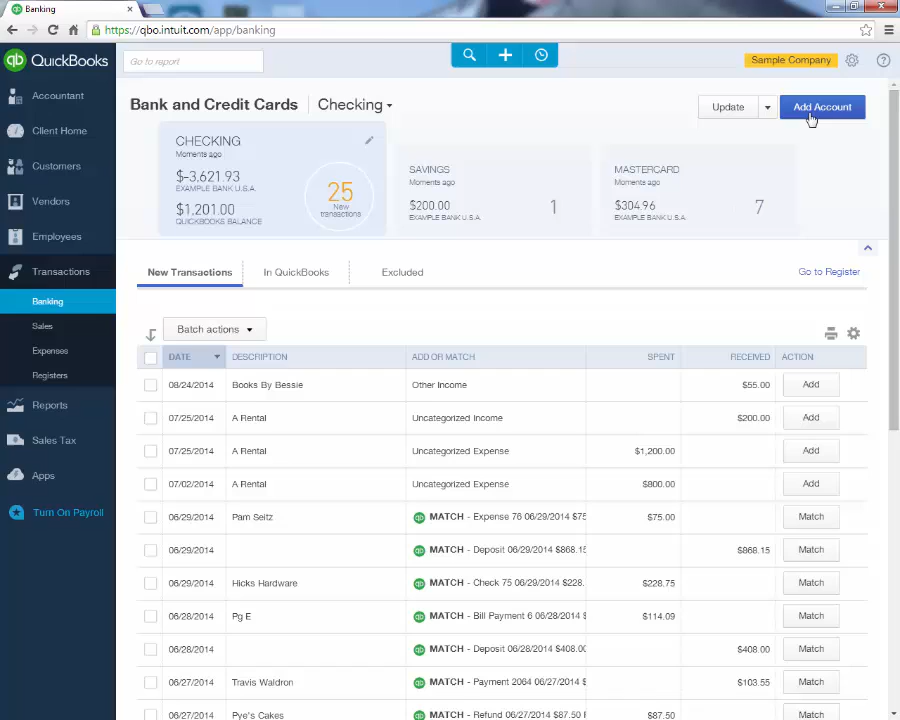 Banking
https://qbo.intuit.com/app/banking
qb QuickBooks
Go to report
Sample Company
Accountant
Client Home
Customers
Vendors
Employees
Transactions
Banking
Sales
Expenses
Registers
Reports
Sales Tax
Apps
Turn On Payroll
Bank and Credit Cards Checking
Update Add Account
CHECKING
Moments ago
$-3,621.93
EXAMPLE BANK U.S.A.
$1,201.00
QUICKBOOKS BALANCE
25
New
transactions
SAVINGS
Moments ago
$200.00
EXAMPLE BANK U.S.A.
1
MASTERCARD
Moments ago
$304.96
EXAMPLE BANK U.S.A.
7
New Transactions In QuickBooks Excluded Go to Register
Batch actions
DATE DESCRIPTION ADD OR MATCH SPENT RECEIVED ACTION
08/24/2014 Books By Bessie Other Income $55.00 Add
07/25/2014 A Rental Uncategorized Income $200.00 Add
07/25/2014 A Rental Uncategorized Expense $1,200.00 Add
07/02/2014 A Rental Uncategorized Expense $800.00 Add
06/29/2014 Pam Seitz qb MATCH - Expense 76 06/29/2014 $75 $75.00 Match
06/29/2014 qb MATCH - Deposit 06/29/2014 $868.15 $868.15 Match
06/29/2014 Hicks Hardware qb MATCH - Check 75 06/29/2014 $228. $228.75 Match
06/28/2014 Pg E qb MATCH - Bill Payment 6 06/28/2014 $ $114.09 Match
06/28/2014 qb MATCH - Deposit 06/28/2014 $408.00 $408.00 Match
06/27/2014 Travis Waldron qb MATCH - Payment 2064 06/27/2014 $ $103.55 Match
06/27/2014 Pye's Cakes qb MATCH - Refund 06/27/2014 $87.50 $87.50 Match